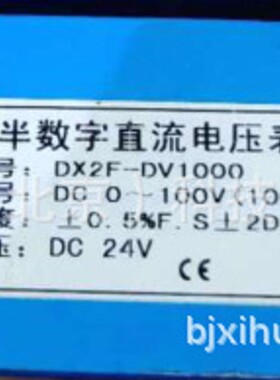 半数字直流电压表
号: DX2F-DV1000
号: DC 0~100V(10
度: ±0.5%F.S±2D
压: DC 24V
CE
bjxihu